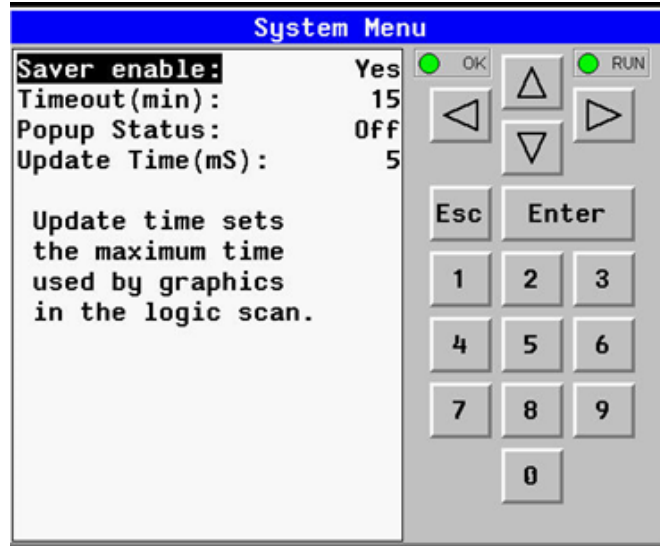 System Menu
Saver enable: Yes
Timeout(min): 15
Popup Status: Off
Update Time(mS): 5
Update time sets
the maximum time
used by graphics
in the logic scan.
OK
RUN
Esc
Enter
1 2 3
4 5 6
7 8 9
0